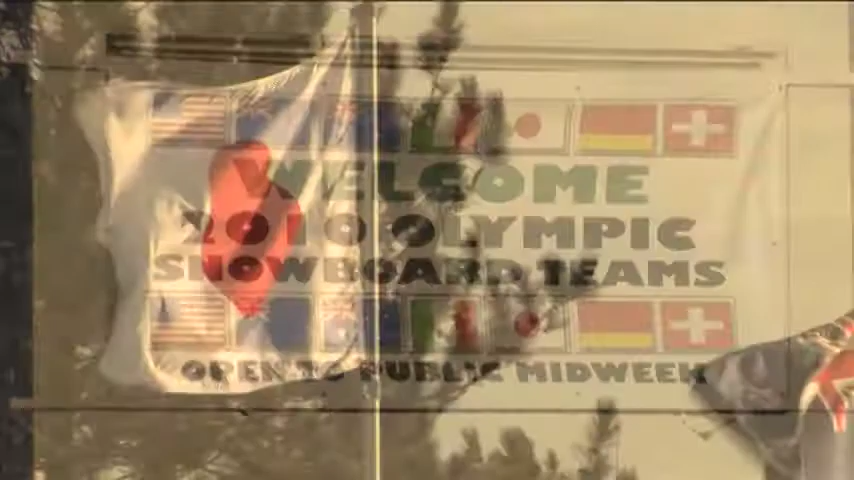 WELCOME
2010 OLYMPIC
SNOWBOARD TEAMS
OPEN TO PUBLIC MIDWEEK